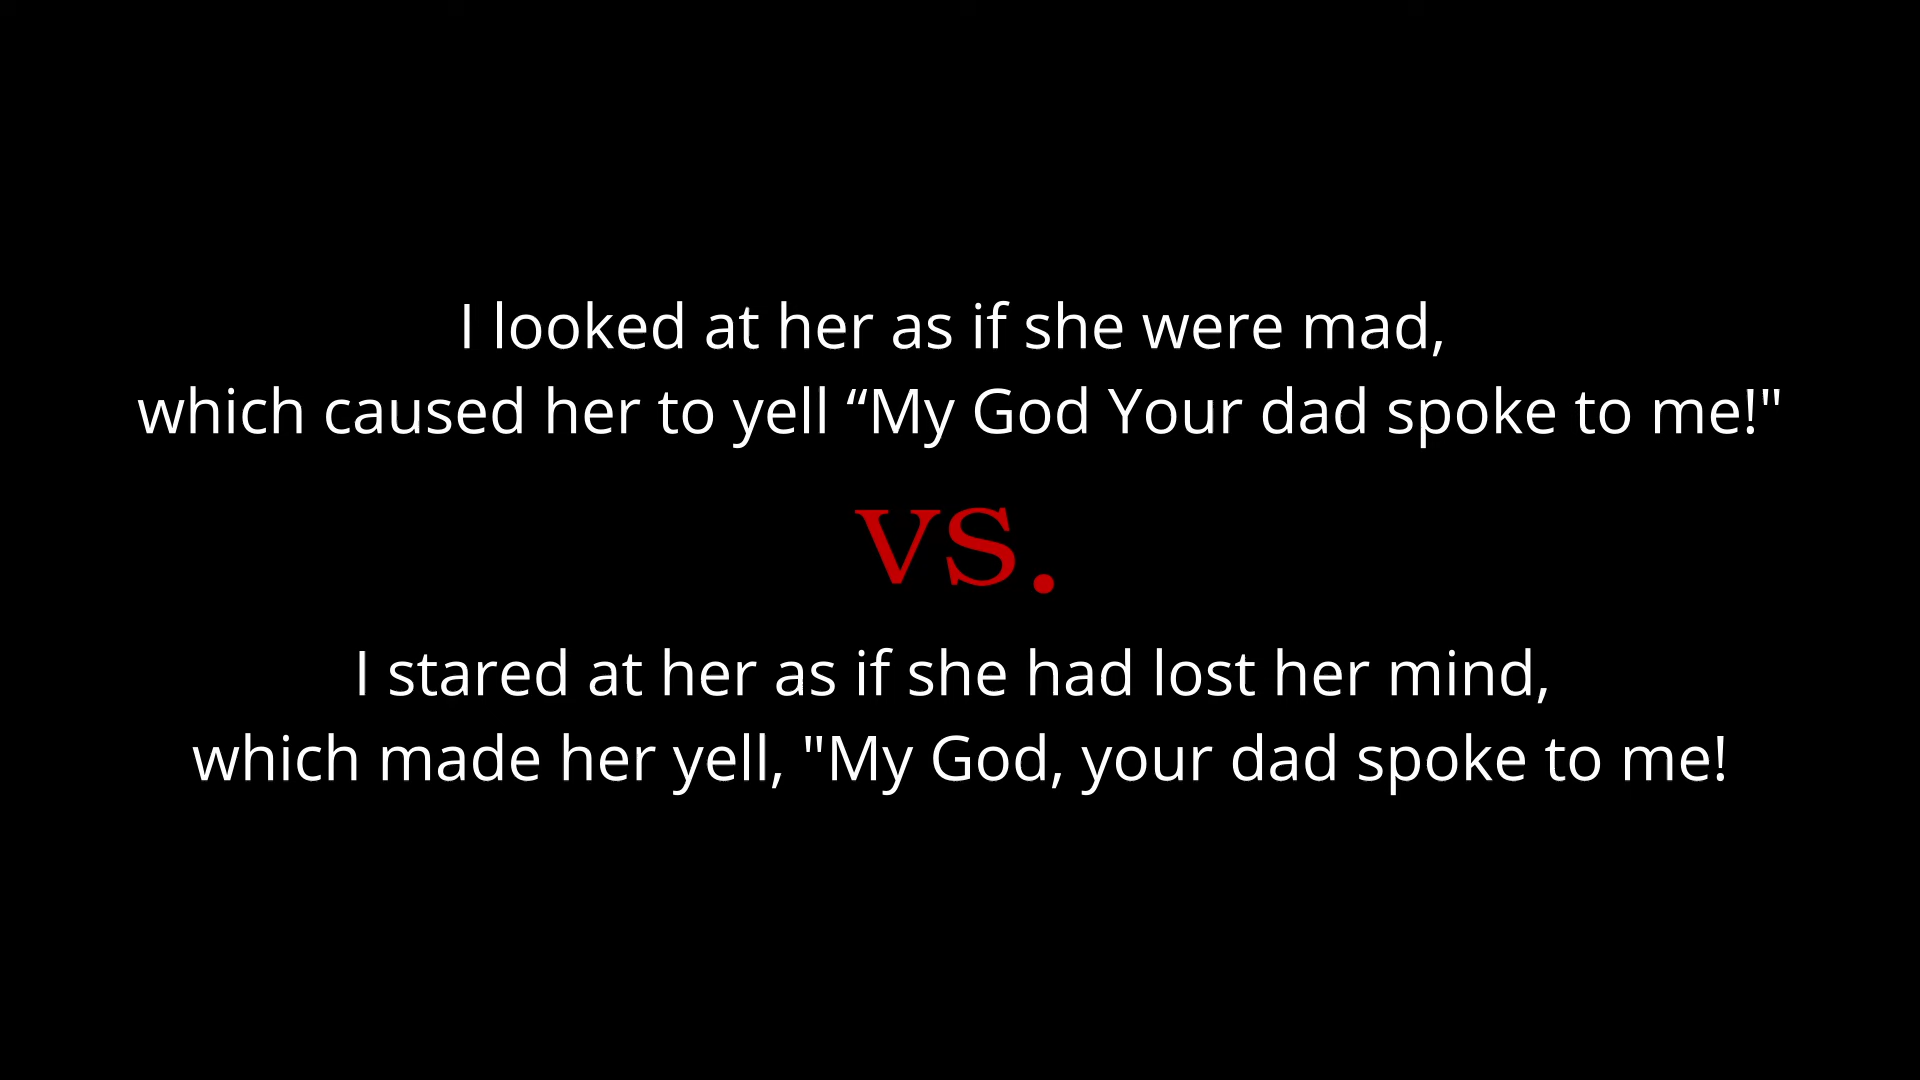 I looked at her as if she were mad,
which caused her to yell “My God Your dad spoke to me!"
vs.
I stared at her as if she had lost her mind,
which made her yell, "My God, your dad spoke to me!